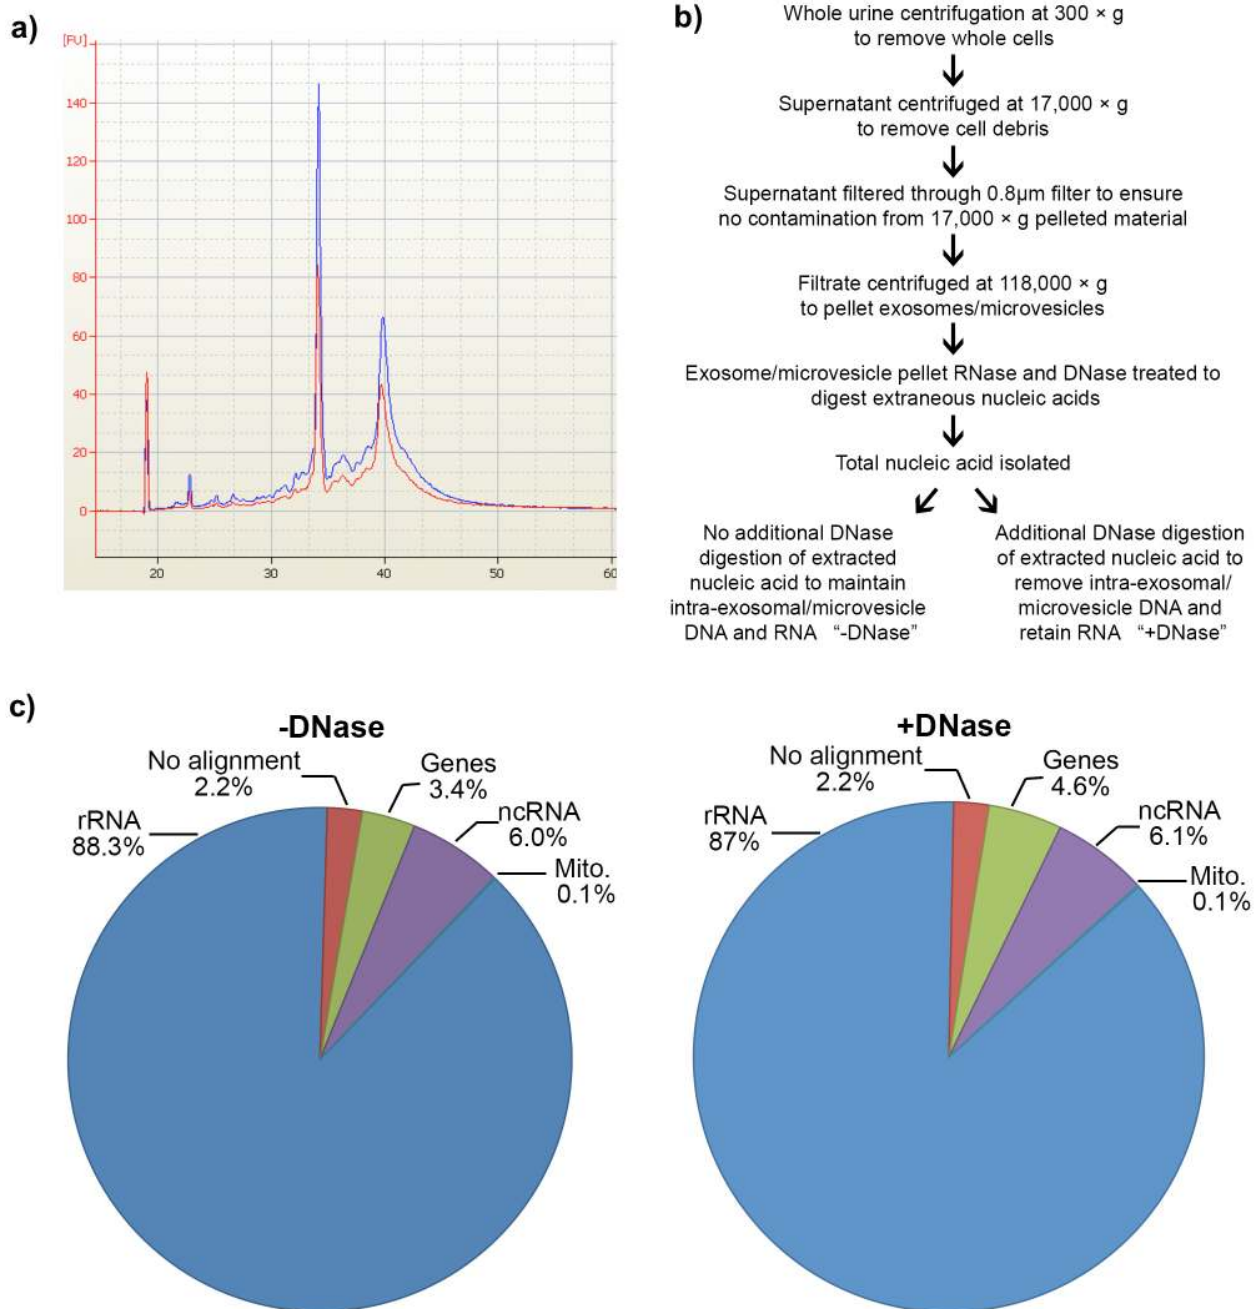 a)
[FU]
140
120
100
80
60
40
20
0
20 30 40 50 60
b)
Whole urine centrifugation at 300 × g
to remove whole cells
Supernatant centrifuged at 17,000 × g
to remove cell debris
Supernatant filtered through 0.8µm filter to ensure
no contamination from 17,000 × g pelleted material
Filtrate centrifuged at 118,000 × g
to pellet exosomes/microvesicles
Exosome/microvesicle pellet RNase and DNase treated to
digest extraneous nucleic acids
Total nucleic acid isolated
No additional DNase
digestion of extracted
nucleic acid to maintain
intra-exosomal/microvesicle
DNA and RNA “-DNase”
Additional DNase digestion
of extracted nucleic acid to
remove intra-exosomal/
microvesicle DNA and
retain RNA “+DNase”
c)
-DNase
No alignment
2.2%
Genes
3.4%
rRNA
88.3%
ncRNA
6.0%
Mito.
0.1%
+DNase
No alignment
2.2%
Genes
4.6%
rRNA
87%
ncRNA
6.1%
Mito.
0.1%